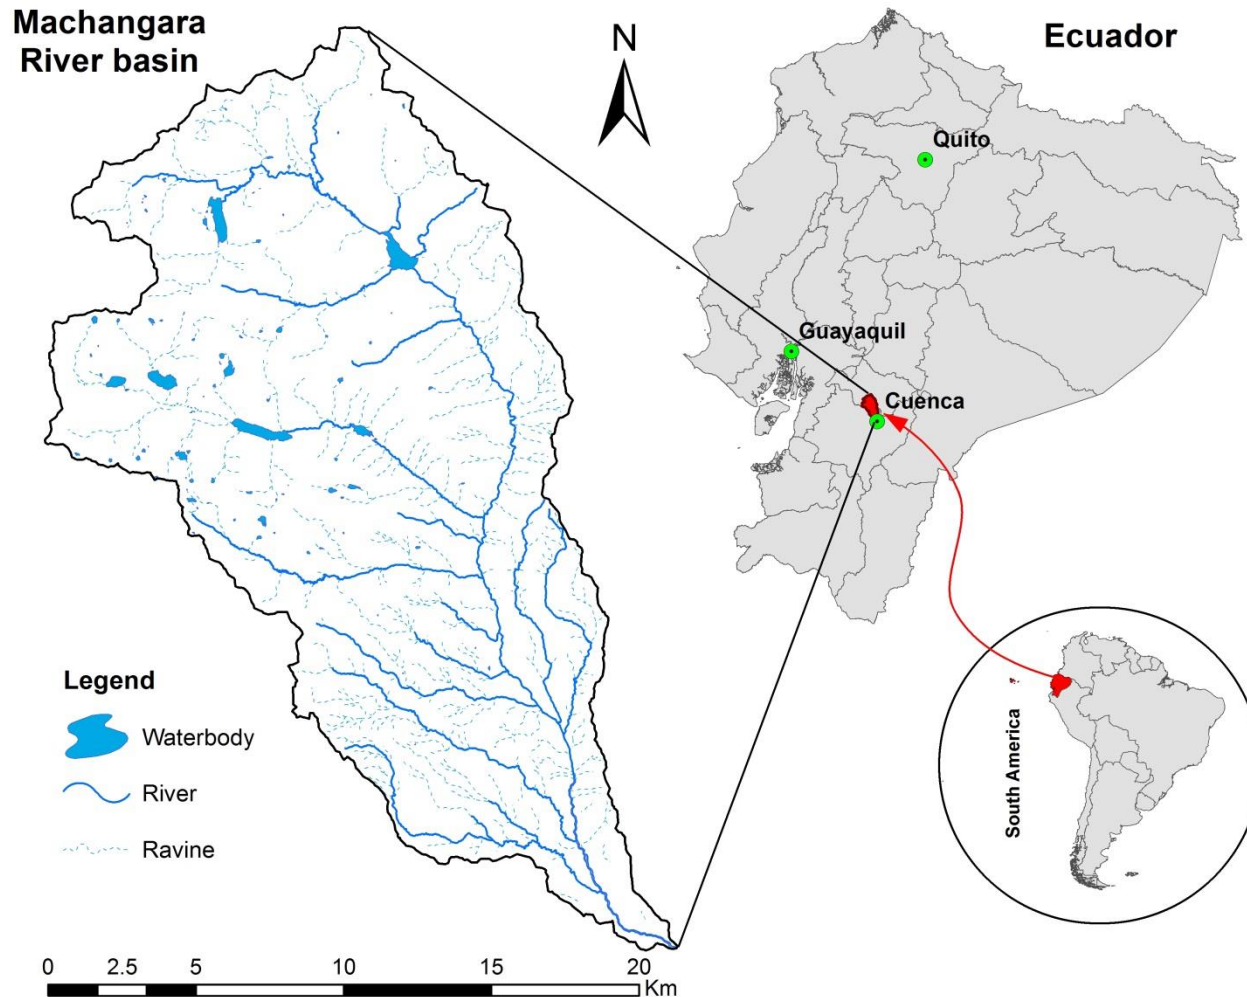 Machangara
River basin
N
Ecuador
Quito
Guayaquil
Cuenca
Legend
Waterbody
River
Ravine
South America
0 2.5 5 10 15 20
Km